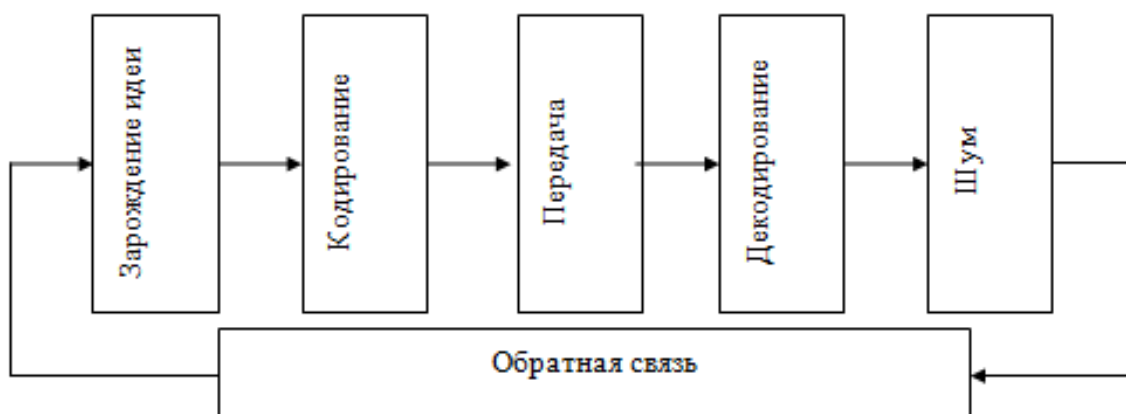 Зарождение идеи
Кодирование
Передача
Декодирование
Шум
Обратная связь